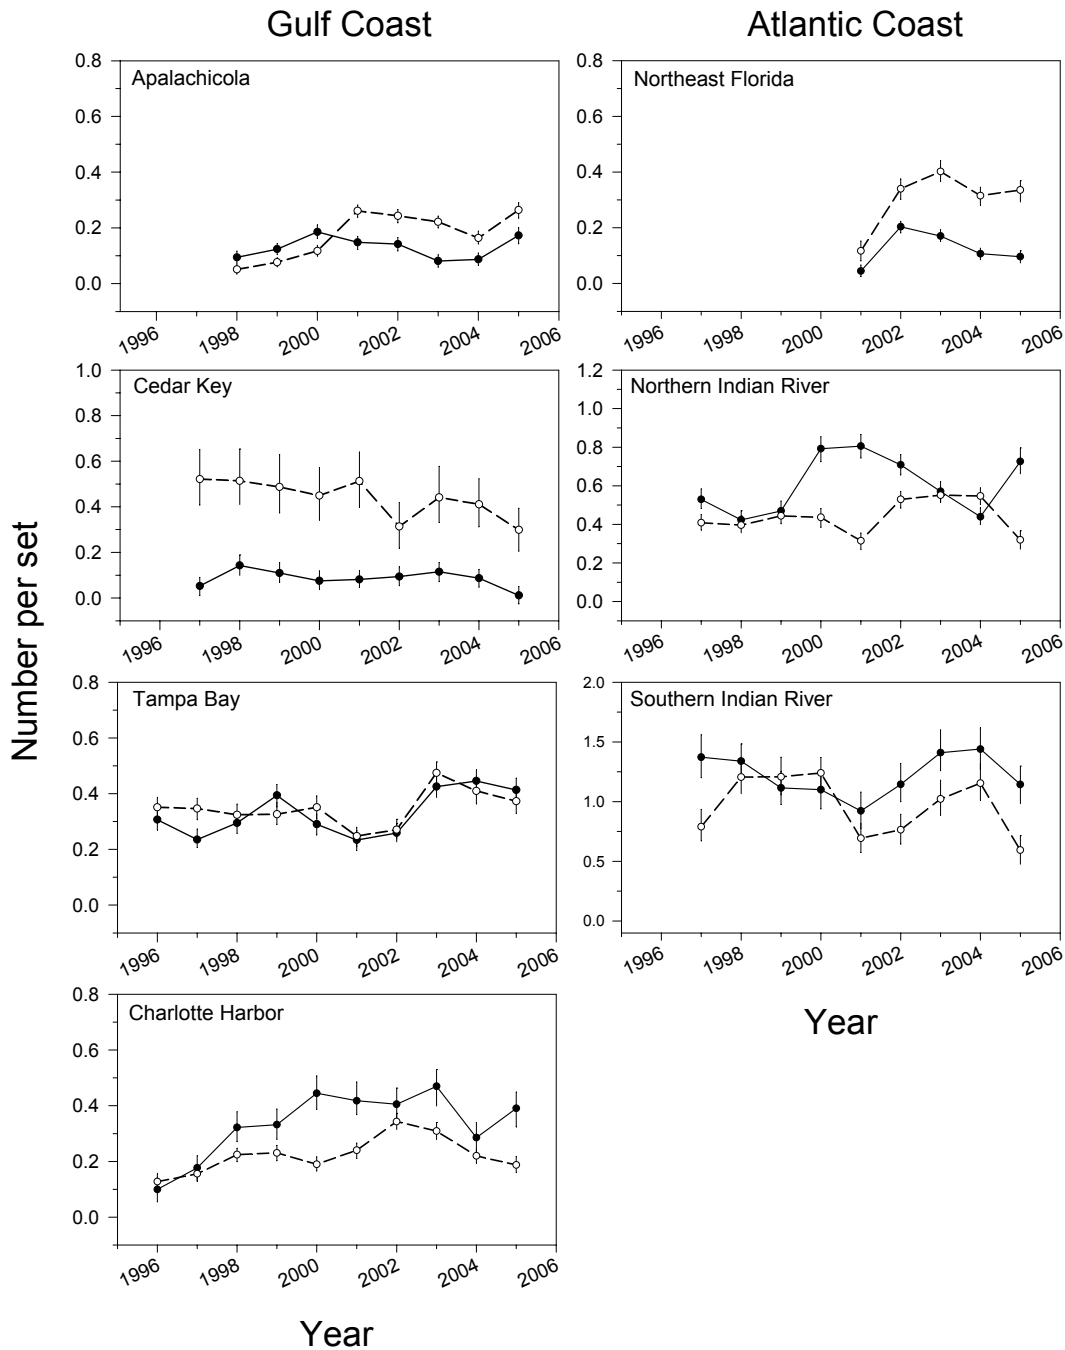 Gulf Coast
Atlantic Coast
Number per set
Apalachicola
0.8
0.6
0.4
0.2
0.0
1996 1998 2000 2002 2004 2006
Northeast Florida
0.8
0.6
0.4
0.2
0.0
1996 1998 2000 2002 2004 2006
Cedar Key
1.0
0.8
0.6
0.4
0.2
0.0
1996 1998 2000 2002 2004 2006
Northern Indian River
1.2
1.0
0.8
0.6
0.4
0.2
0.0
1996 1998 2000 2002 2004 2006
Tampa Bay
0.8
0.6
0.4
0.2
0.0
1996 1998 2000 2002 2004 2006
Southern Indian River
2.0
1.5
1.0
0.5
0.0
1996 1998 2000 2002 2004 2006
Year
Charlotte Harbor
0.8
0.6
0.4
0.2
0.0
1996 1998 2000 2002 2004 2006
Year